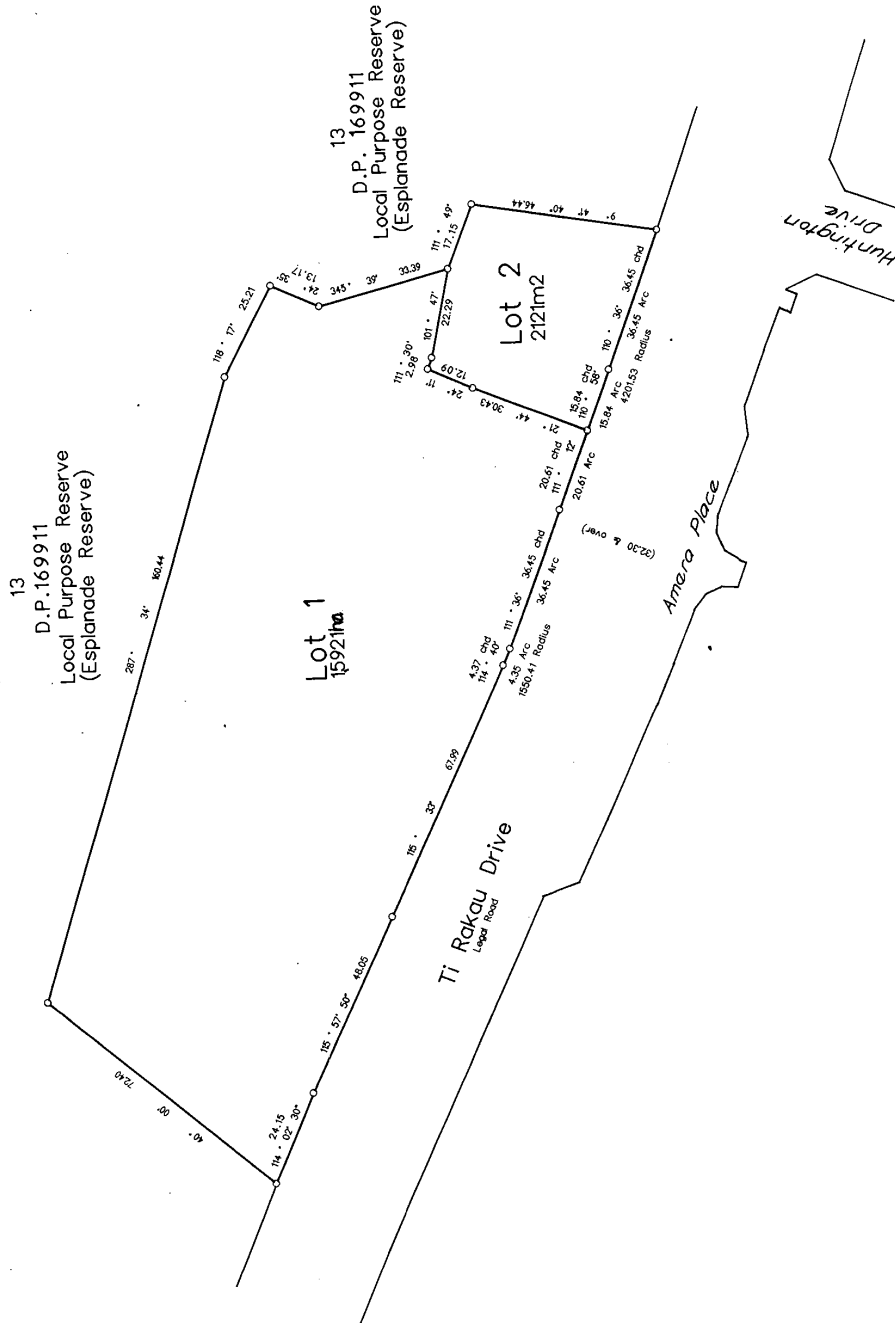 13
D.P.169911
Local Purpose Reserve
(Esplanade Reserve)
13
D.P. 169911
Local Purpose Reserve
(Esplanade Reserve)
287° 34' 160.44
118° 17' 25.21
24° 35'
13.17
345° 39' 33.39
111° 49'
17.15
101° 47'
22.29
111° 30'
2.98
24° 11'
12.09
21° 44' 30.43
9° 41' 40" 46.44
Lot 1
1.5921ha
Lot 2
2121m2
40° 00' 72.40
24.15
114° 02' 30"
115° 57' 50" 48.05
115° 33' 67.99
4.37 chd
114° 40'
4.35 Arc
1550.41 Radius
111° 36' 36.45 chd
36.45 Arc
20.61 chd
111° 12'
20.61 Arc
15.84 chd
110° 58'
15.84 Arc
4201.53 Radius
110° 36' 36.45 chd
36.45 Arc
(32.30 & over)
Ti Rakau Drive
Legal Road
Amera Place
Huntington
Drive